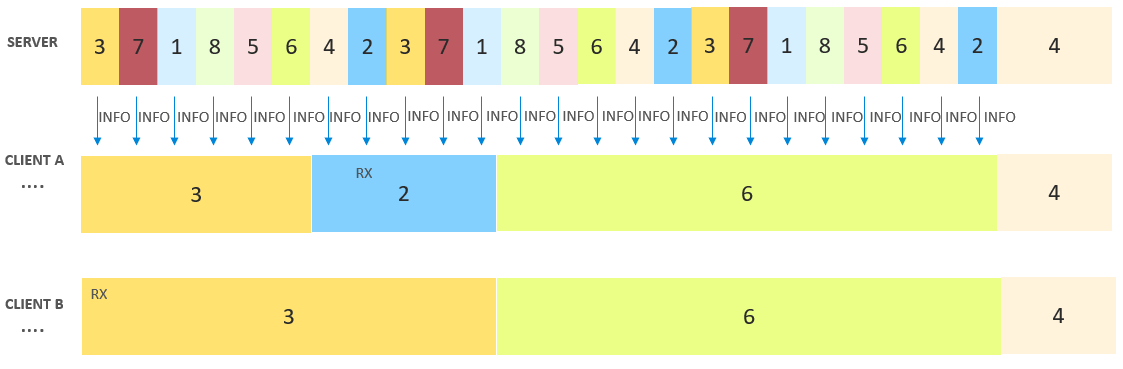 SERVER 3 7 1 8 5 6 4 2 3 7 1 8 5 6 4 2 3 7 1 8 5 6 4 2 4
INFO INFO INFO INFO INFO INFO INFO INFO INFO INFO INFO INFO INFO INFO INFO INFO INFO INFO INFO INFO INFO INFO INFO INFO
CLIENT A
....
RX
3 2 6 4
CLIENT B
....
RX
3 6 4